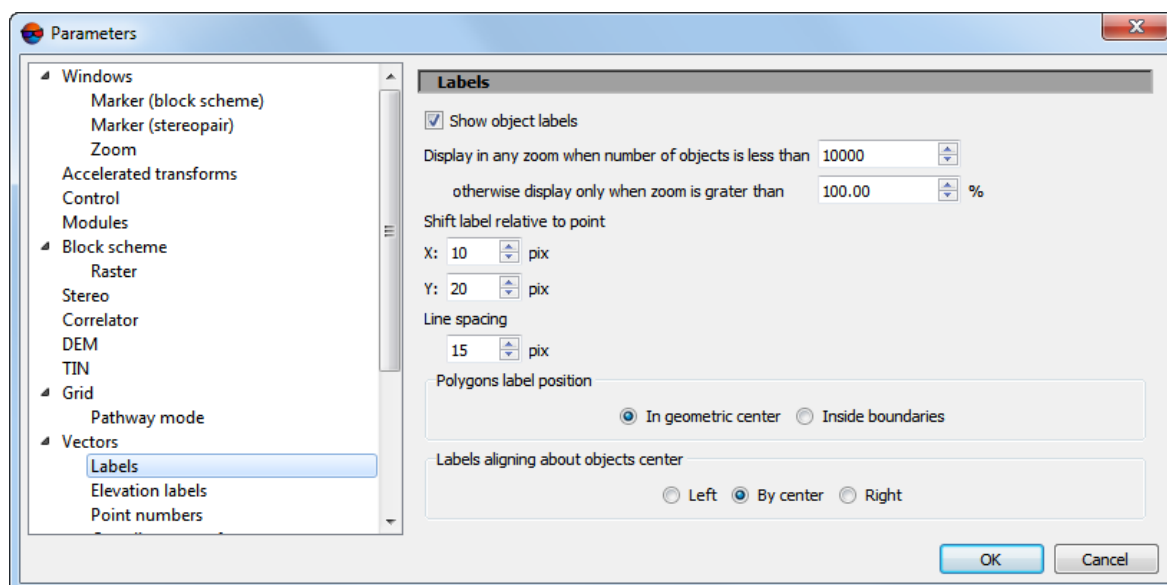 Parameters
Windows
Marker (block scheme)
Marker (stereopair)
Zoom
Accelerated transforms
Control
Modules
Block scheme
Raster
Stereo
Correlator
DEM
TIN
Grid
Pathway mode
Vectors
Labels
Elevation labels
Point numbers
Labels
Show object labels
Display in any zoom when number of objects is less than 10000
otherwise display only when zoom is grater than 100.00 %
Shift label relative to point
X: 10 pix
Y: 20 pix
Line spacing
15 pix
Polygons label position
In geometric center Inside boundaries
Labels aligning about objects center
Left By center Right
OK Cancel